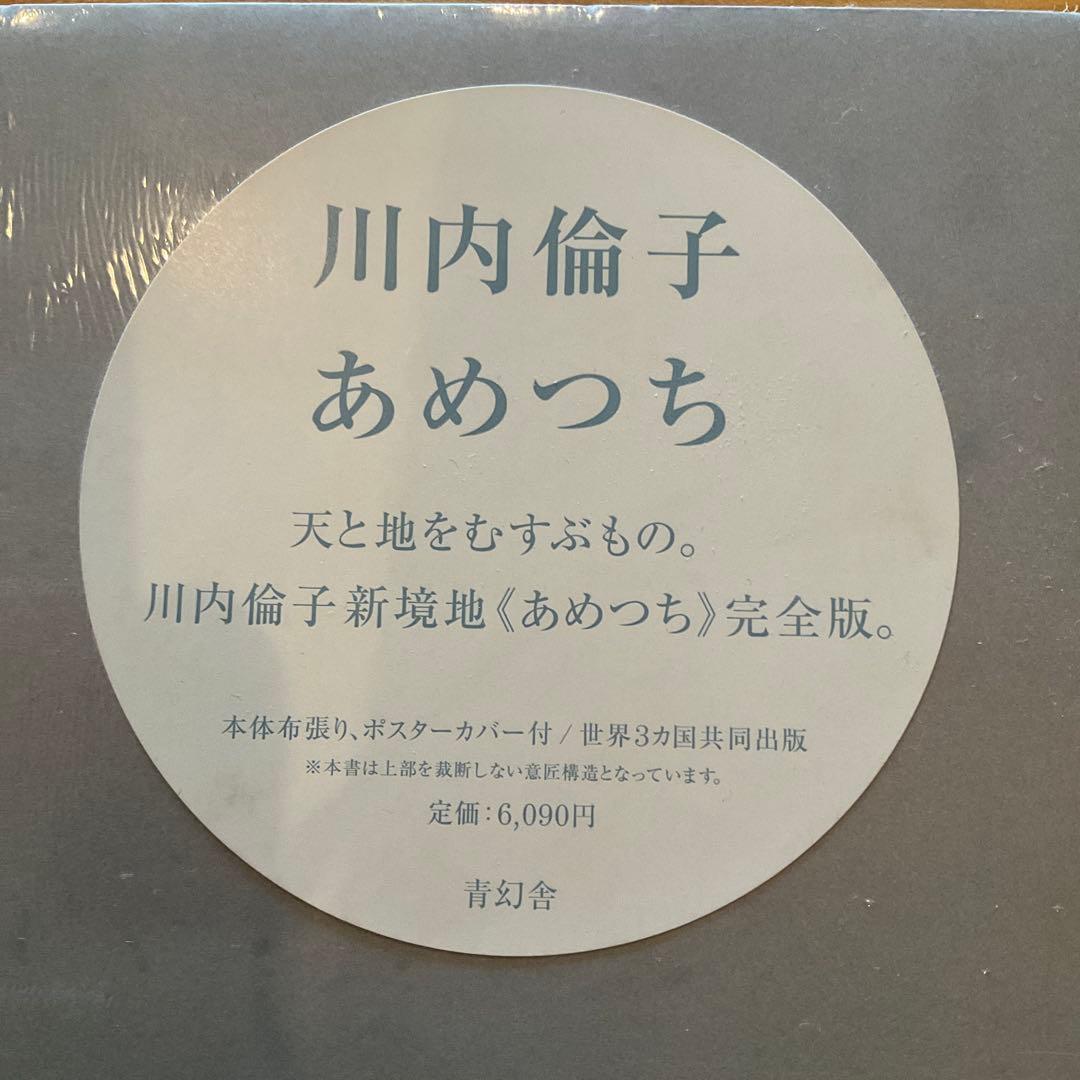 川内倫子
あめつち
天と地をむすぶもの。
川内倫子新境地《あめつち》完全版。
本体布張り、ポスターカバー付 / 世界3カ国共同出版
※本書は上部を裁断しない意匠構造となっています。
定価：6,090円
青幻舎